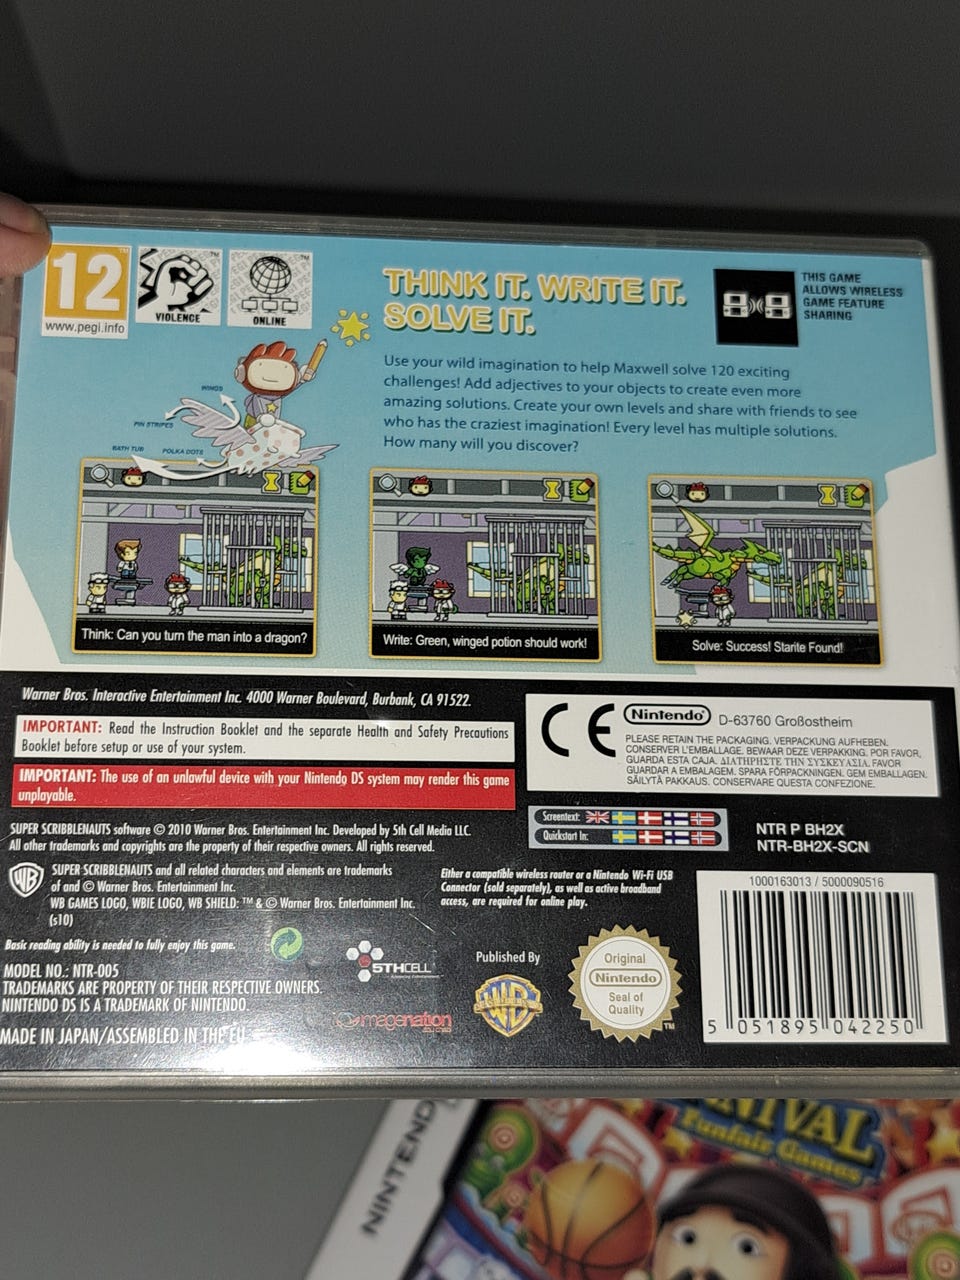 12
www.pegi.info
VIOLENCE
ONLINE
THINK IT. WRITE IT.
SOLVE IT.
THIS GAME
ALLOWS WIRELESS
GAME FEATURE
SHARING
Use your wild imagination to help Maxwell solve 120 exciting
challenges! Add adjectives to your objects to create even more
amazing solutions. Create your own levels and share with friends to see
who has the craziest imagination! Every level has multiple solutions.
How many will you discover?
WINGS
PIN STRIPES
BATH TUB
POLKA DOTS
Think: Can you turn the man into a dragon?
Write: Green, winged potion should work!
Solve: Success! Starite Found!
Warner Bros. Interactive Entertainment Inc. 4000 Warner Boulevard, Burbank, CA 91522.
IMPORTANT: Read the Instruction Booklet and the separate Health and Safety Precautions
Booklet before setup or use of your system.
IMPORTANT: The use of an unlawful device with your Nintendo DS system may render this game
unplayable.
CE
Nintendo® D-63760 Großostheim
PLEASE RETAIN THE PACKAGING. VERPACKUNG AUFHEBEN.
CONSERVER L'EMBALLAGE. BEWAAR DEZE VERPAKKING. POR FAVOR,
GUARDA ESTA CAJA. ΔΙΑΤΗΡΗΣΤΕ ΤΗΝ ΣΥΣΚΕΥΑΣΙΑ. FAVOR
GUARDAR A EMBALAGEM. SPARA FÖRPACKNINGEN. GEM EMBALLAGEN.
SÄILYTÄ PAKKAUS. CONSERVARE QUESTA CONFEZIONE.
Screentext:
Quickstart In:
NTR P BH2X
NTR-BH2X-SCN
SUPER SCRIBBLENAUTS software © 2010 Warner Bros. Entertainment Inc. Developed by 5th Cell Media LLC.
All other trademarks and copyrights are the property of their respective owners. All rights reserved.
WB
SUPER SCRIBBLENAUTS and all related characters and elements are trademarks
of and © Warner Bros. Entertainment Inc.
WB GAMES LOGO, WBIE LOGO, WB SHIELD: ™ & © Warner Bros. Entertainment Inc.
(s10)
Either a compatible wireless router or a Nintendo Wi-Fi USB
Connector (sold separately), as well as active broadband
access, are required for online play.
Basic reading ability is needed to fully enjoy this game.
MODEL NO.: NTR-005
TRADEMARKS ARE PROPERTY OF THEIR RESPECTIVE OWNERS.
NINTENDO DS IS A TRADEMARK OF NINTENDO.
MADE IN JAPAN/ASSEMBLED IN THE EU
5TH CELL
imagenation
Published By
WB
Original
Nintendo
Seal of
Quality
TM
1000163013 / 5000090516
5 051895 042250
NINTENDO
NIVAL
Funfair Games